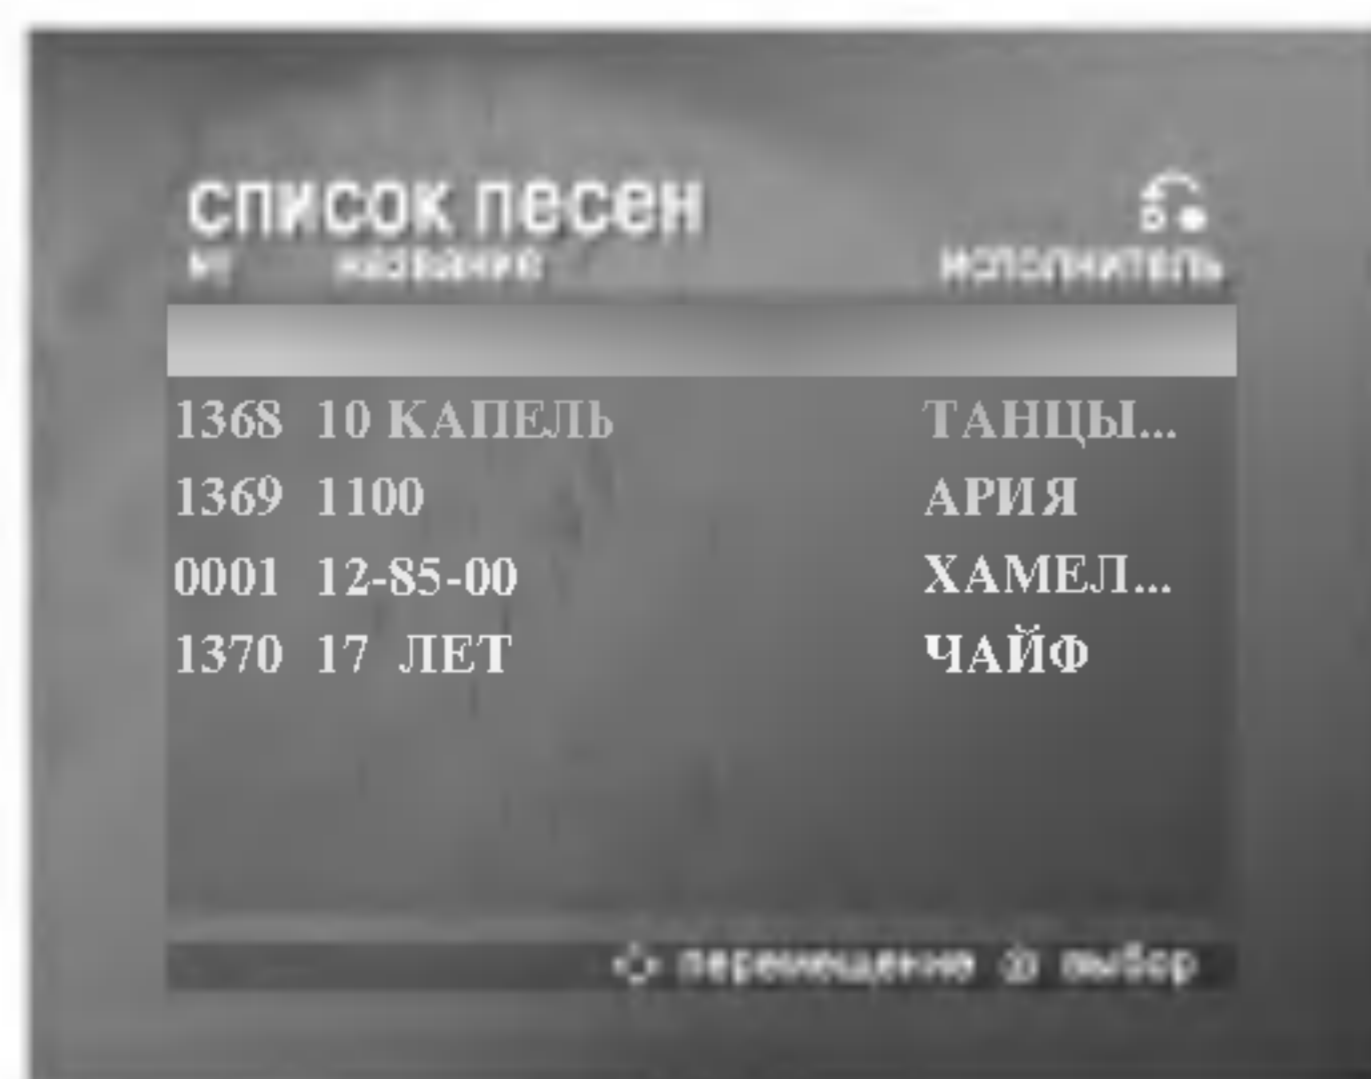 список песен
№ название исполнитель
1368 10 КАПЕЛЬ ТАНЦЫ...
1369 1100 АРИЯ
0001 12-85-00 ХАМЕЛ...
1370 17 ЛЕТ ЧАЙФ
перемещение выбор